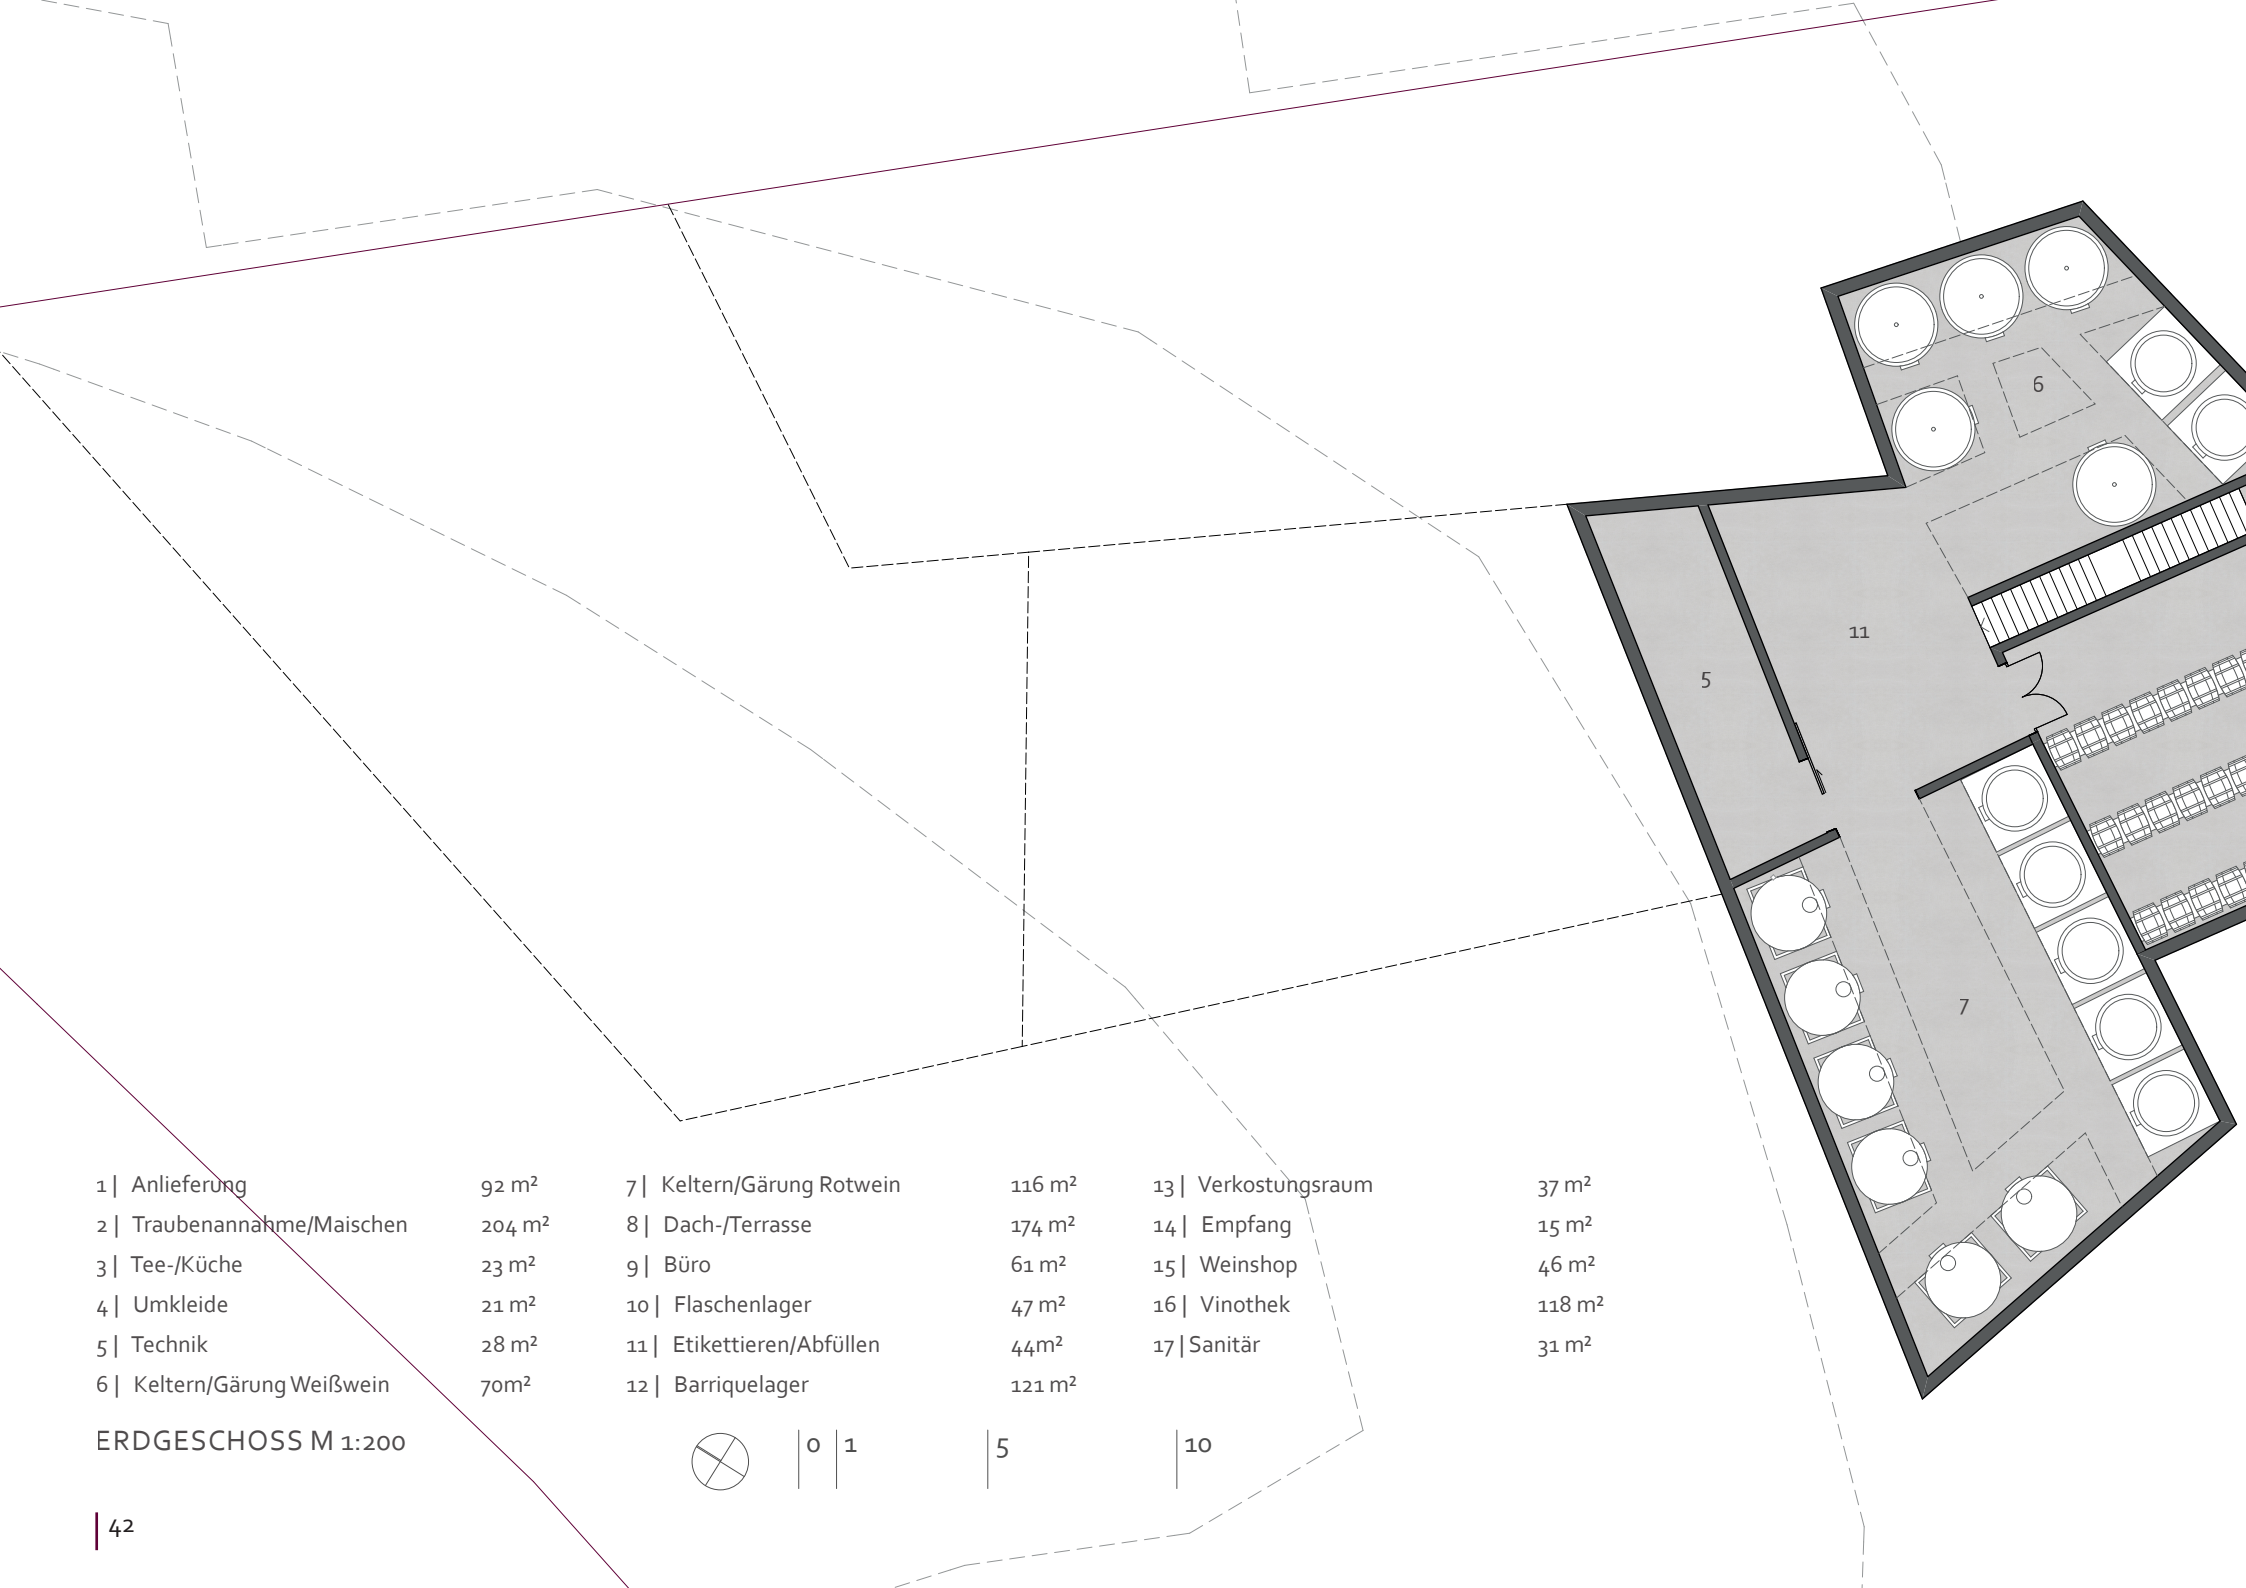 6
11
5
7
1 | Anlieferung 92 m²
2 | Traubenannahme/Maischen 204 m²
3 | Tee-/Küche 23 m²
4 | Umkleide 21 m²
5 | Technik 28 m²
6 | Keltern/Gärung Weißwein 70m²
7 | Keltern/Gärung Rotwein 116 m²
8 | Dach-/Terrasse 174 m²
9 | Büro 61 m²
10 | Flaschenlager 47 m²
11 | Etikettieren/Abfüllen 44m²
12 | Barriquelager 121 m²
13 | Verkostungsraum 37 m²
14 | Empfang 15 m²
15 | Weinshop 46 m²
16 | Vinothek 118 m²
17 | Sanitär 31 m²
ERDGESCHOSS M 1:200
0 1 5 10
42